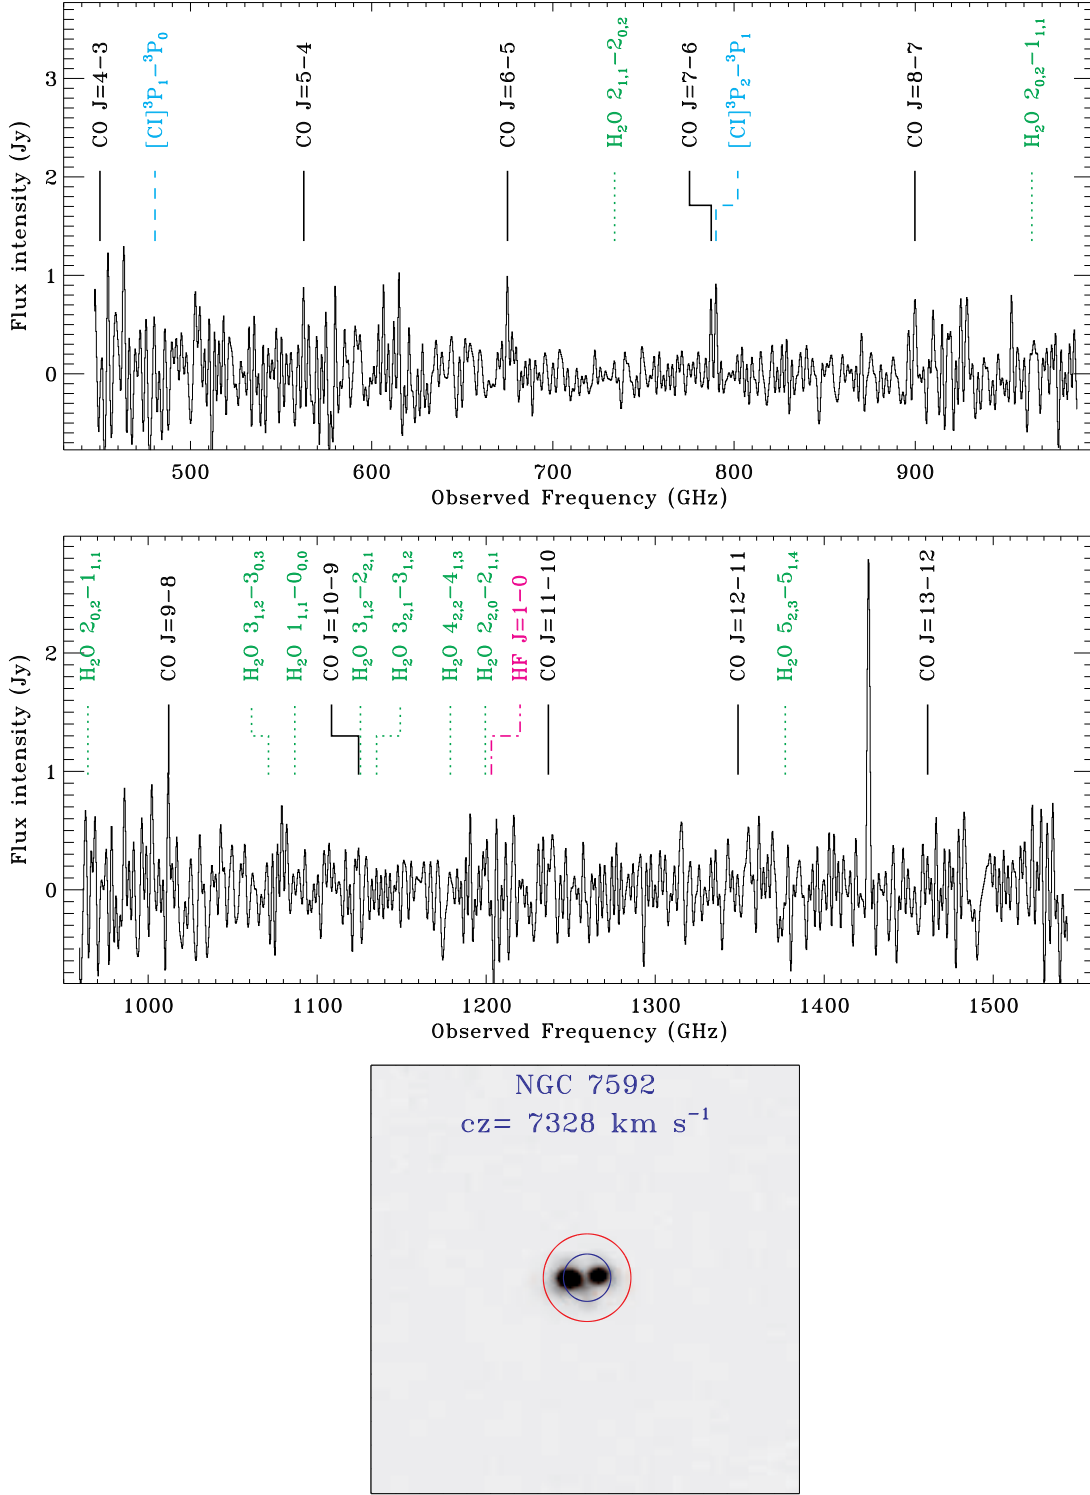 CO J=4−3
[CI]³P₁−³P₀
CO J=5−4
CO J=6−5
H₂O 2₁,₁−2₀,₂
CO J=7−6
[CI]³P₂−³P₁
CO J=8−7
H₂O 2₀,₂−1₁,₁
Flux intensity (Jy)
3
2
1
0
500 600 700 800 900
Observed Frequency (GHz)
H₂O 2₀,₂−1₁,₁
CO J=9−8
H₂O 3₁,₂−3₀,₃
H₂O 1₁,₁−0₀,₀
CO J=10−9
H₂O 3₁,₂−2₂,₁
H₂O 3₂,₁−3₁,₂
H₂O 4₂,₂−4₁,₃
H₂O 2₂,₀−2₁,₁
HF J=1−0
CO J=11−10
CO J=12−11
H₂O 5₂,₃−5₁,₄
CO J=13−12
Flux intensity (Jy)
2
1
0
1000 1100 1200 1300 1400 1500
Observed Frequency (GHz)
NGC 7592
cz= 7328 km s⁻¹